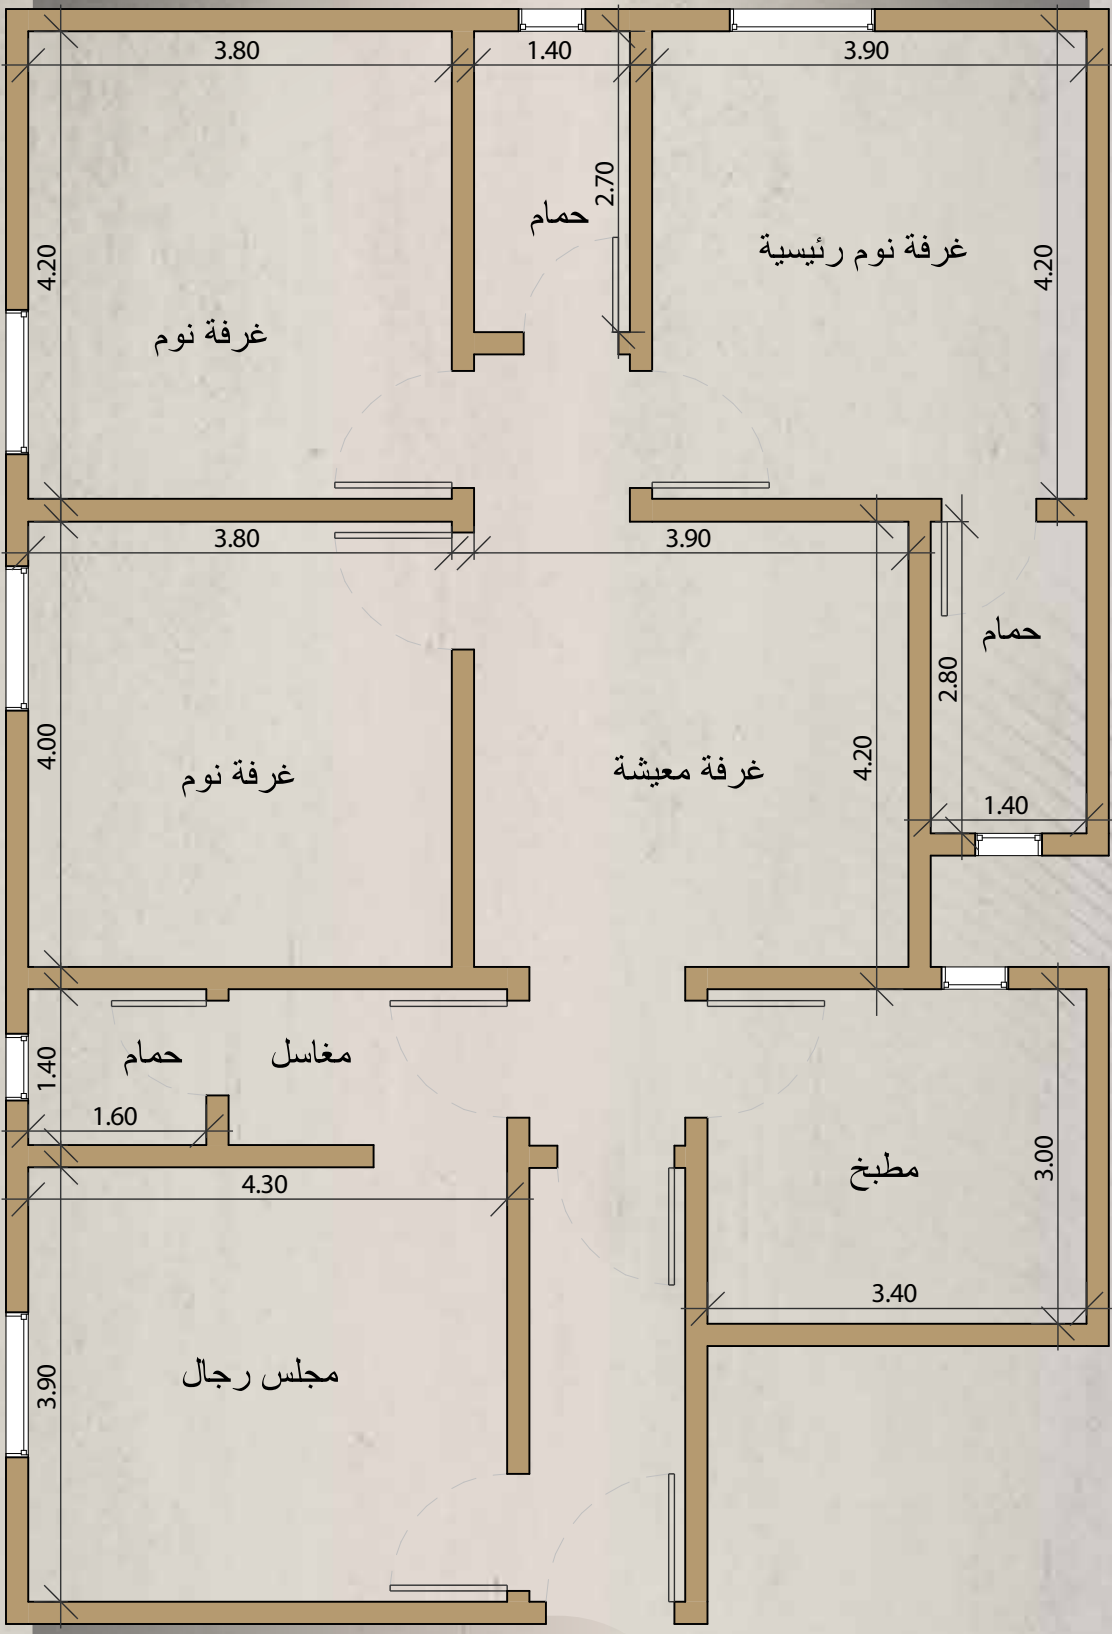 3.80
1.40
3.90
2.70
حمام
غرفة نوم رئيسية
4.20
4.20
غرفة نوم
3.80
3.90
حمام
2.80
4.00
4.20
غرفة معيشة
غرفة نوم
1.40
مغاسل
حمام
1.40
1.60
3.00
مطبخ
4.30
3.40
مجلس رجال
3.90